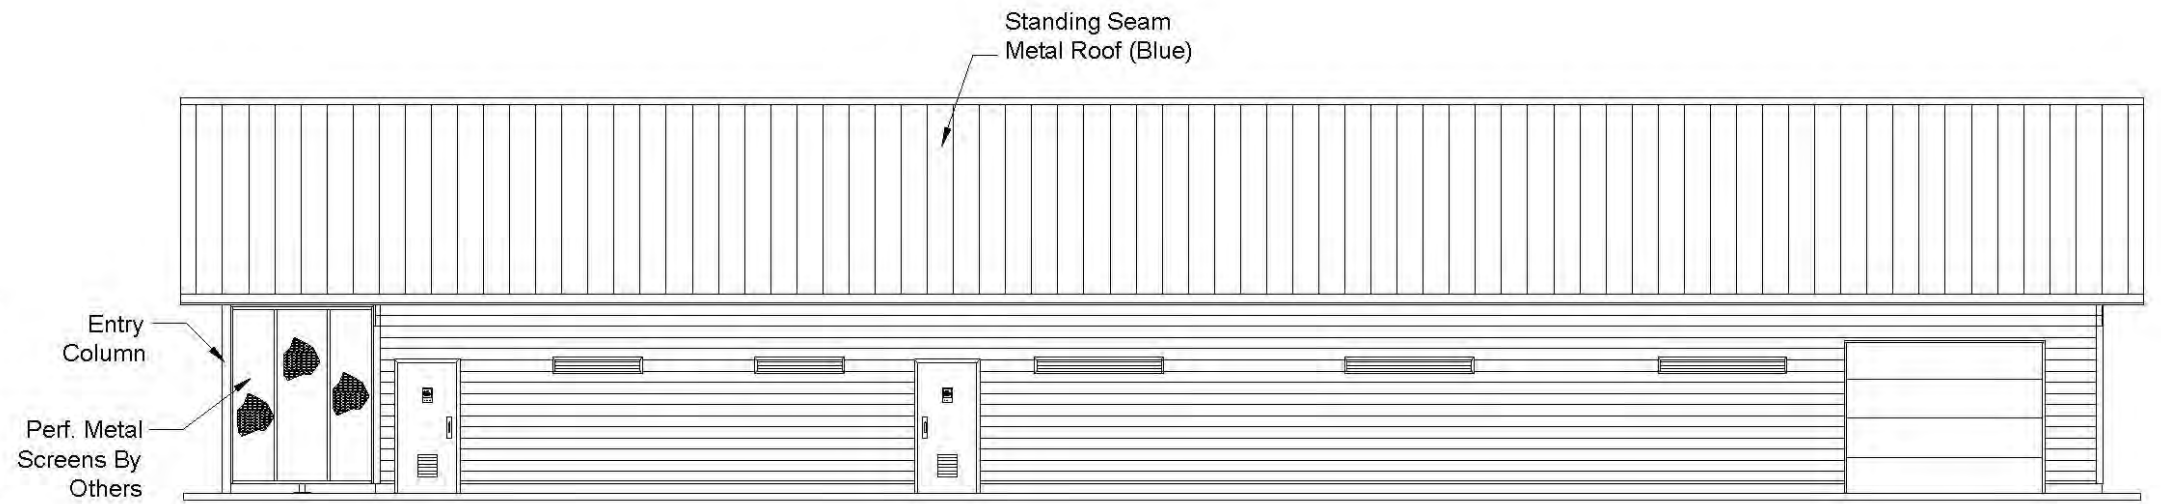 Standing Seam
Metal Roof (Blue)
Entry
Column
Perf. Metal
Screens By
Others